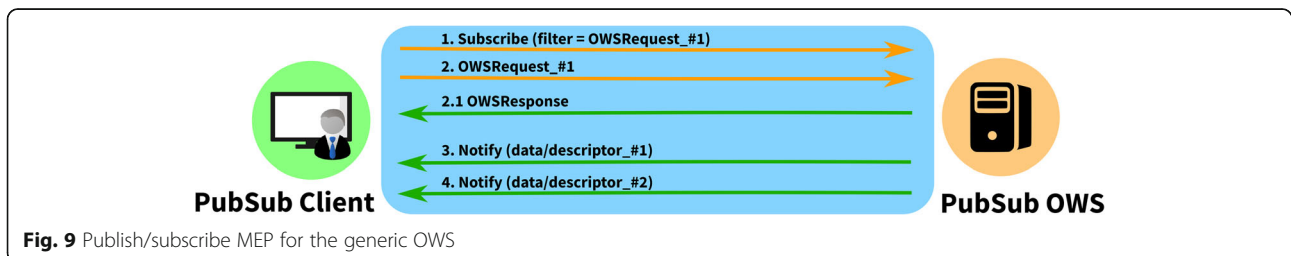 1. Subscribe (filter = OWSRequest_#1)
2. OWSRequest_#1
2.1 OWSResponse
3. Notify (data/descriptor_#1)
4. Notify (data/descriptor_#2)
PubSub Client
PubSub OWS
Fig. 9 Publish/subscribe MEP for the generic OWS